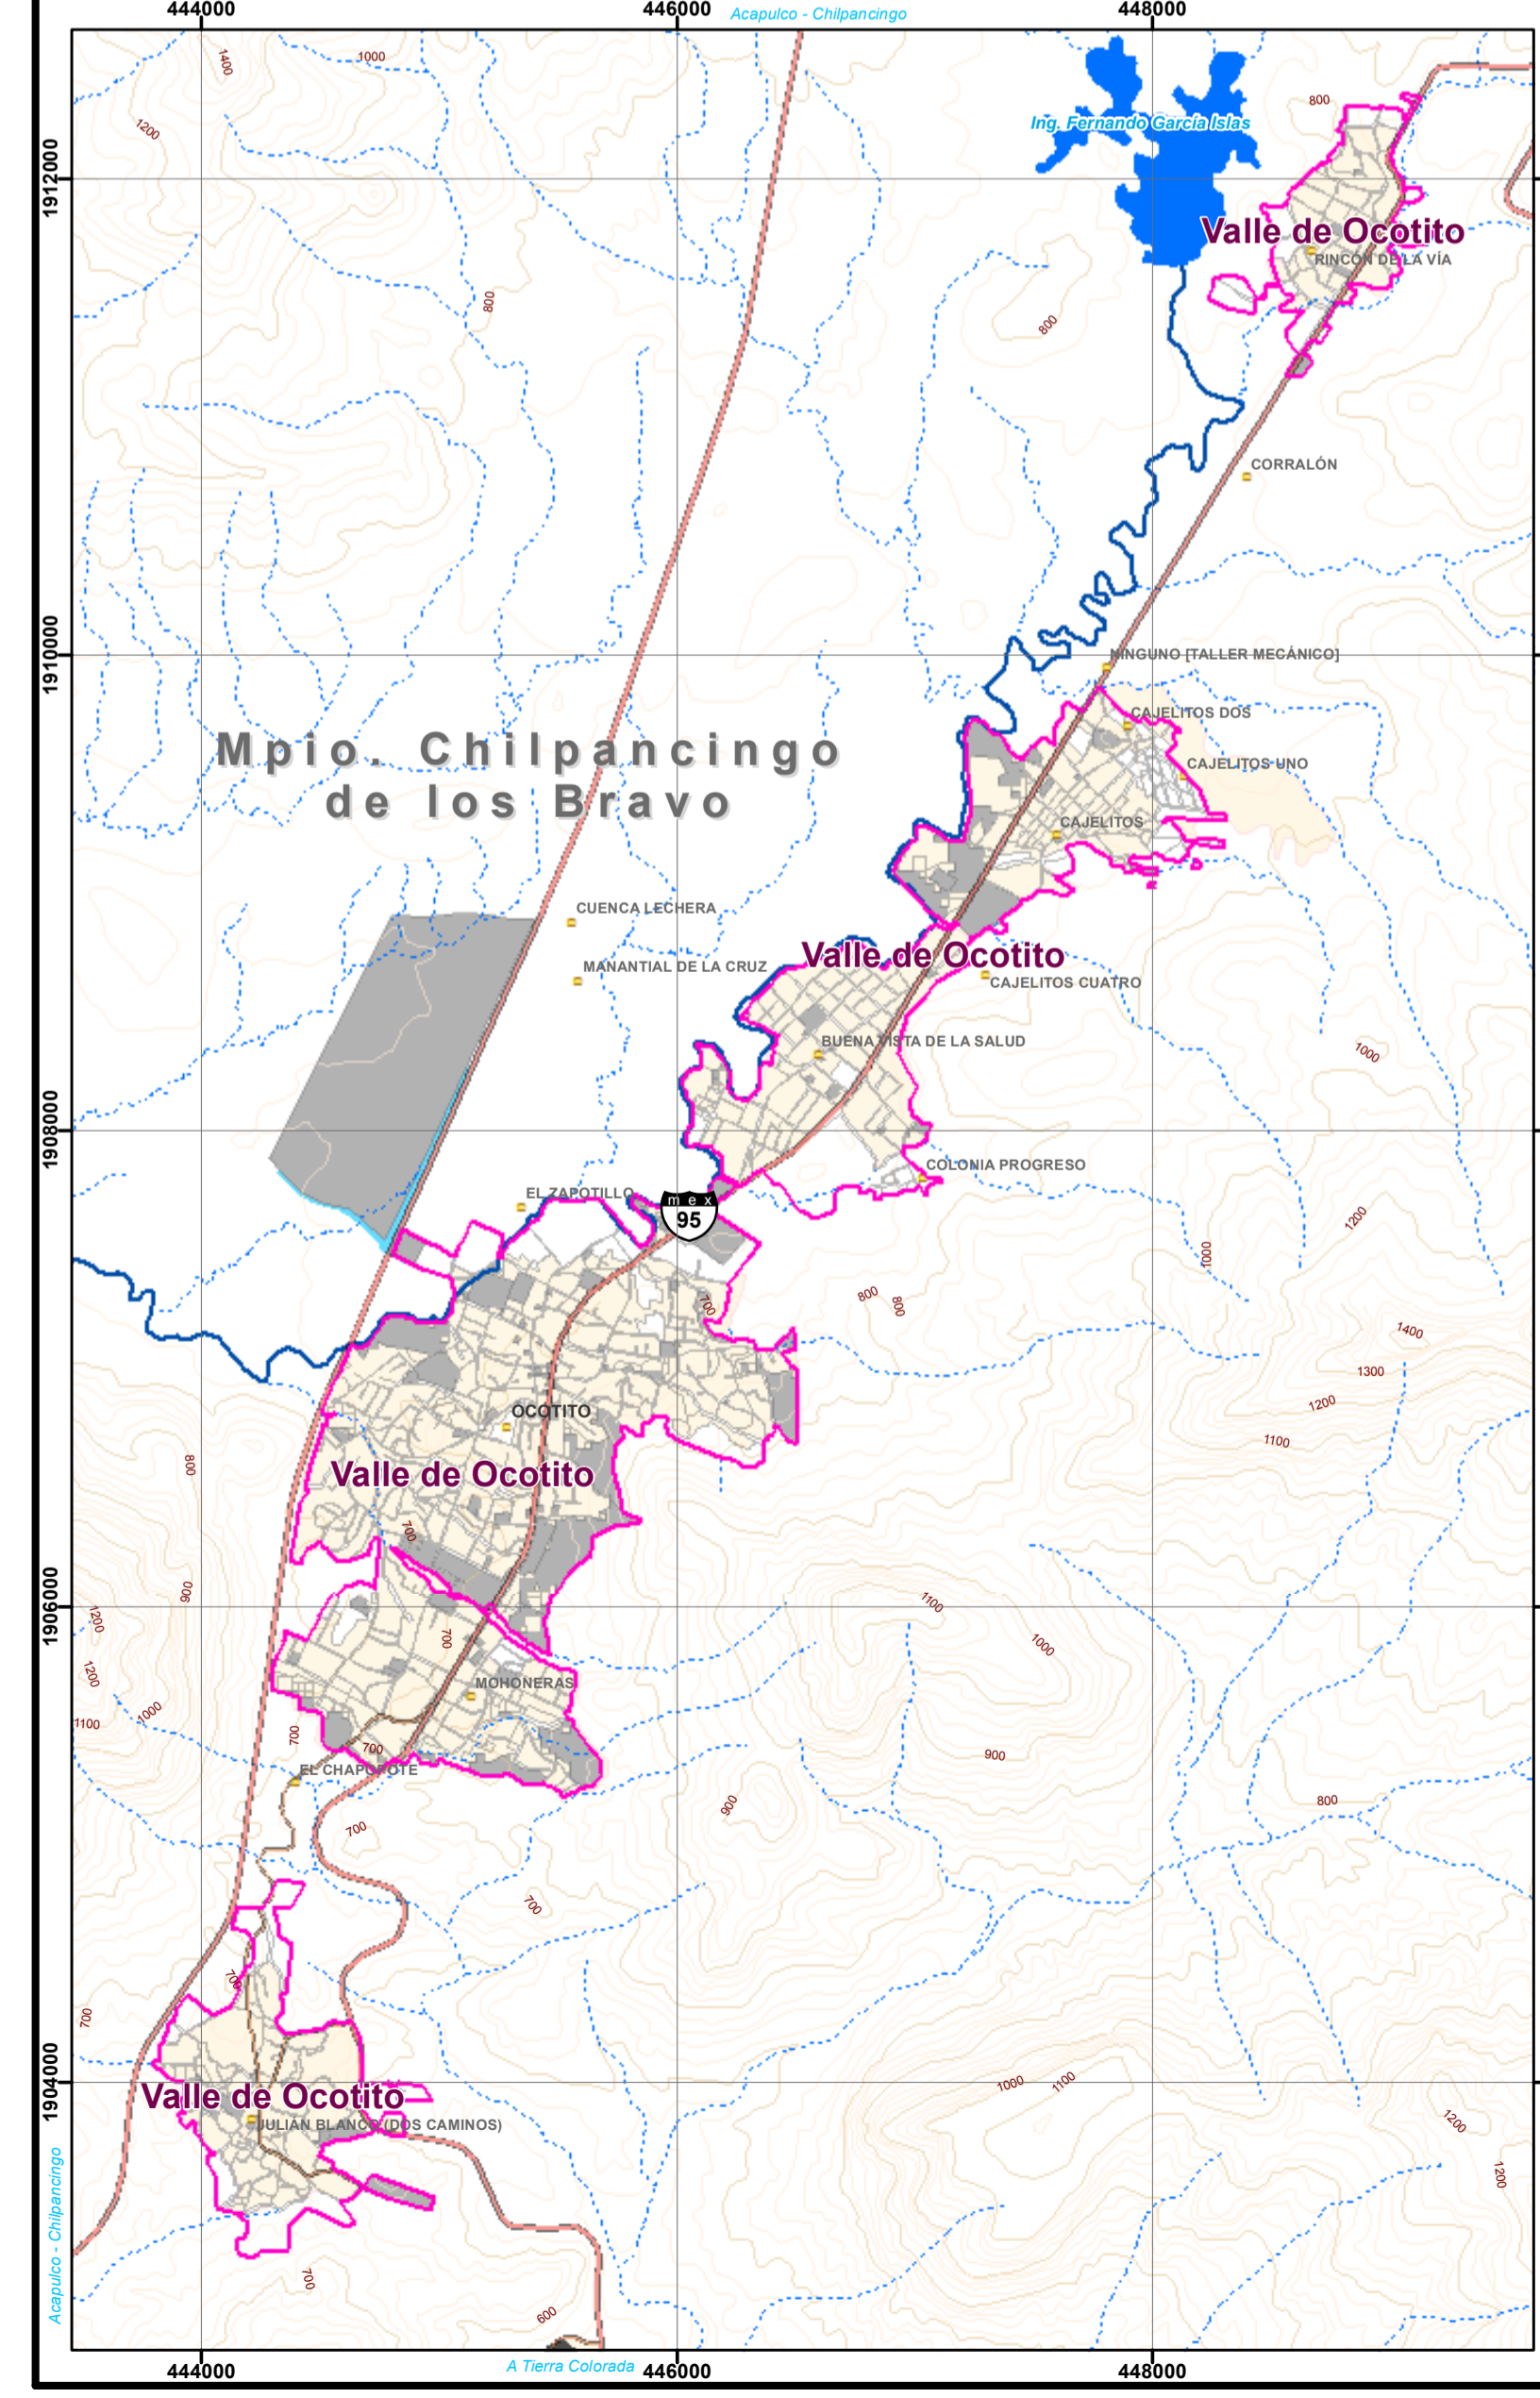 444000
446000
Acapulco - Chilpancingo
448000
1400
1000
1200
800
Ing. Fernando García Islas
1912000
Valle de Ocotito
RINCÓN DE LA VÍA
800
800
CORRALÓN
1910000
NINGUNO [TALLER MECÁNICO]
CAJELITOS DOS
Mpio. Chilpancingo
de los Bravo
CAJELITOS UNO
CAJELITOS
CUENCA LECHERA
Valle de Ocotito
MANANTIAL DE LA CRUZ
CAJELITOS CUATRO
BUENA VISTA DE LA SALUD
1000
1908000
COLONIA PROGRESO
EL ZAPOTILLO
mex
95
1200
1000
800
800
700
1400
1300
1200
1100
OCOTITO
800
Valle de Ocotito
700
900
1906000
1200
1100
1000
700
1200
MOHONERAS
1000
1100
700
700
900
EL CHAPOPOTE
900
800
700
700
700
700
1904000
1000
1100
Valle de Ocotito
JULIÁN BLANCO (DOS CAMINOS)
1200
1200
Acapulco - Chilpancingo
700
600
444000
A Tierra Colorada
446000
448000